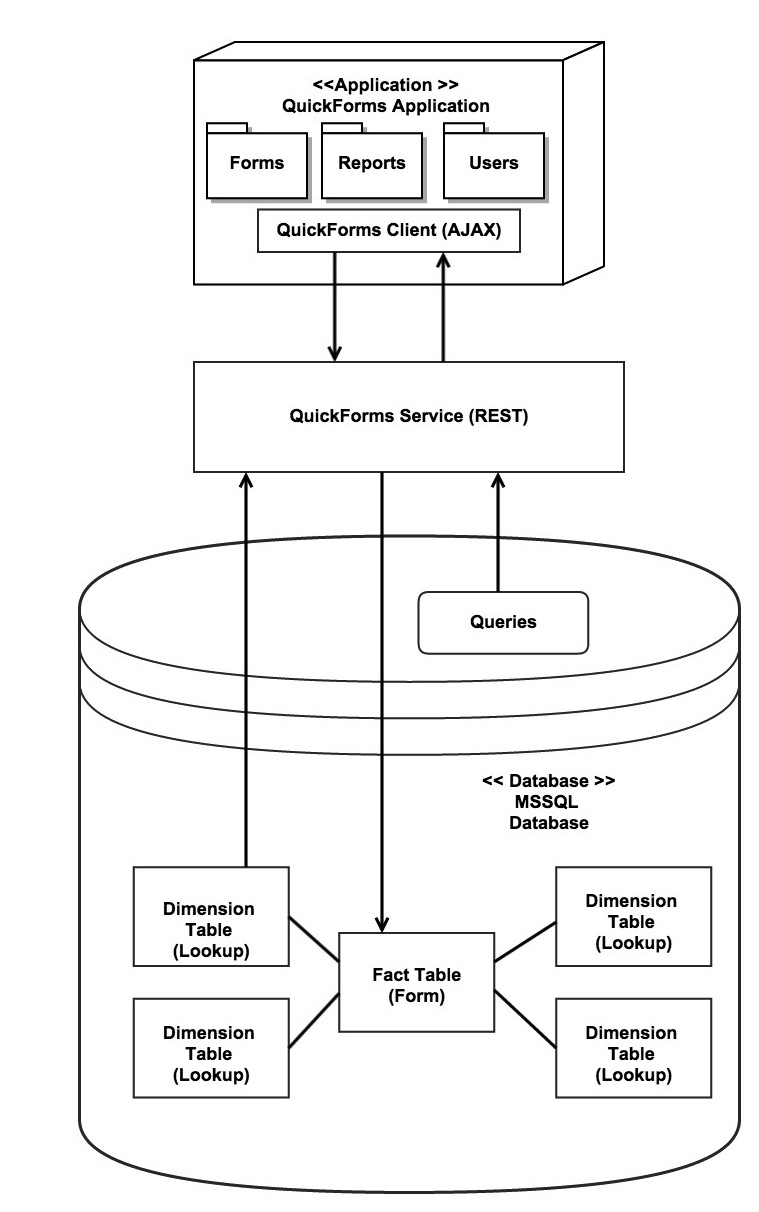 <<Application >>
QuickForms Application
Forms
Reports
Users
QuickForms Client (AJAX)
QuickForms Service (REST)
Queries
<< Database >>
MSSQL
Database
Dimension
Table
(Lookup)
Dimension
Table
(Lookup)
Fact Table
(Form)
Dimension
Table
(Lookup)
Dimension
Table
(Lookup)